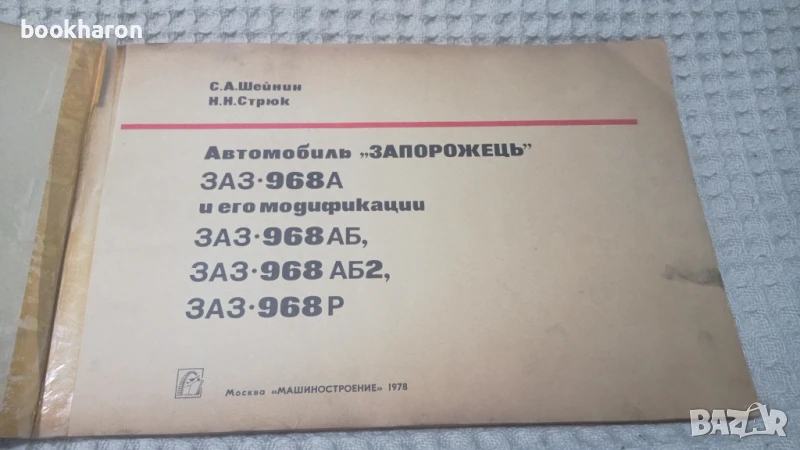 bookharon
С.А.Шейнин
Н.Н.Стрюк
Автомобиль „ЗАПОРОЖЕЦЬ”
ЗАЗ·968А
и его модификации
ЗАЗ·968АБ,
ЗАЗ·968 АБ2,
ЗАЗ·968Р
Москва «МАШИНОСТРОЕНИЕ» 1978
BAZAR